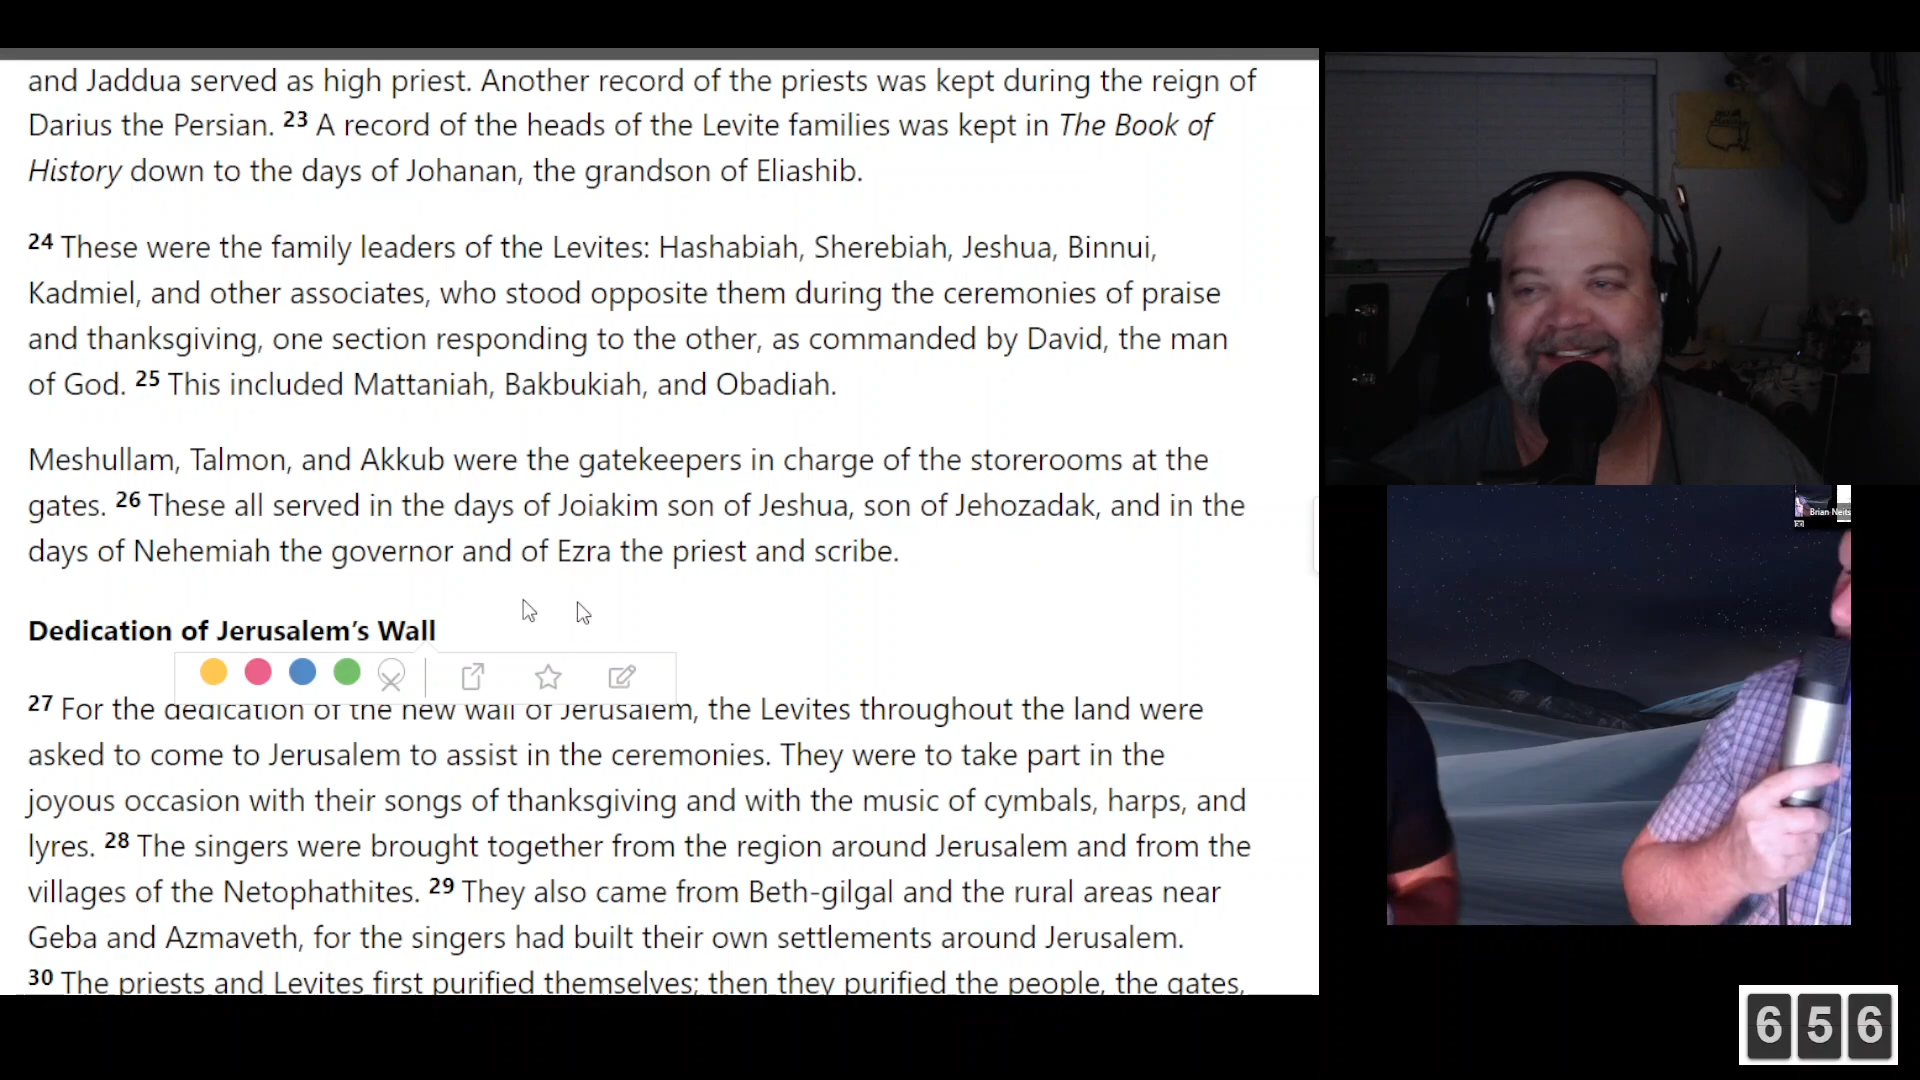 and Jaddua served as high priest. Another record of the priests was kept during the reign of
Darius the Persian. 23 A record of the heads of the Levite families was kept in The Book of
History down to the days of Johanan, the grandson of Eliashib.
24 These were the family leaders of the Levites: Hashabiah, Sherebiah, Jeshua, Binnui,
Kadmiel, and other associates, who stood opposite them during the ceremonies of praise
and thanksgiving, one section responding to the other, as commanded by David, the man
of God. 25 This included Mattaniah, Bakbukiah, and Obadiah.
Meshullam, Talmon, and Akkub were the gatekeepers in charge of the storerooms at the
gates. 26 These all served in the days of Joiakim son of Jeshua, son of Jehozadak, and in the
days of Nehemiah the governor and of Ezra the priest and scribe.
Dedication of Jerusalem’s Wall
27 For the dedication of the new wall of Jerusalem, the Levites throughout the land were
asked to come to Jerusalem to assist in the ceremonies. They were to take part in the
joyous occasion with their songs of thanksgiving and with the music of cymbals, harps, and
lyres. 28 The singers were brought together from the region around Jerusalem and from the
villages of the Netophathites. 29 They also came from Beth-gilgal and the rural areas near
Geba and Azmaveth, for the singers had built their own settlements around Jerusalem.
30 The priests and Levites first purified themselves; then they purified the people, the gates,
Brian Neits
656